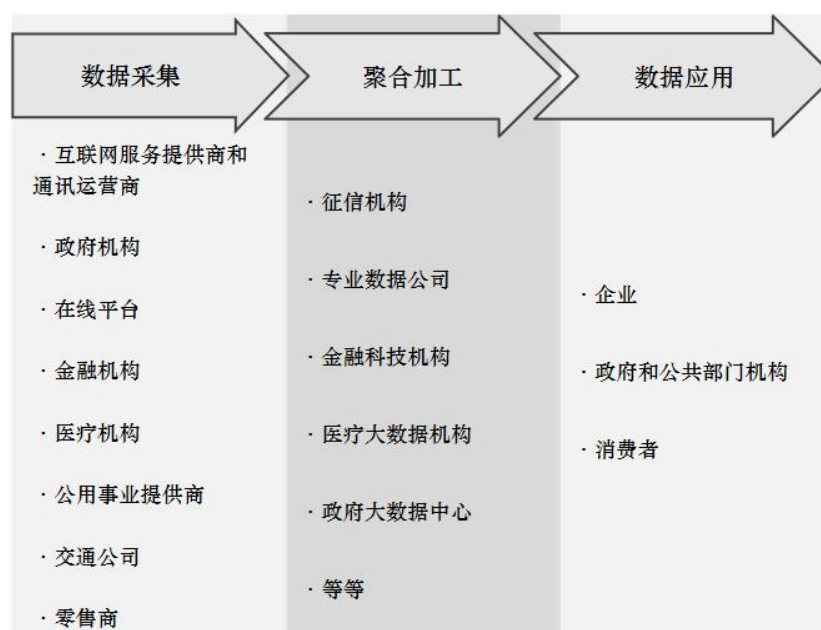 数据采集
聚合加工
数据应用
· 互联网服务提供商和
通讯运营商
· 政府机构
· 在线平台
· 金融机构
· 医疗机构
· 公用事业提供商
· 交通公司
· 零售商
· 征信机构
· 专业数据公司
· 金融科技机构
· 医疗大数据机构
· 政府大数据中心
· 等等
· 企业
· 政府和公共部门机构
· 消费者